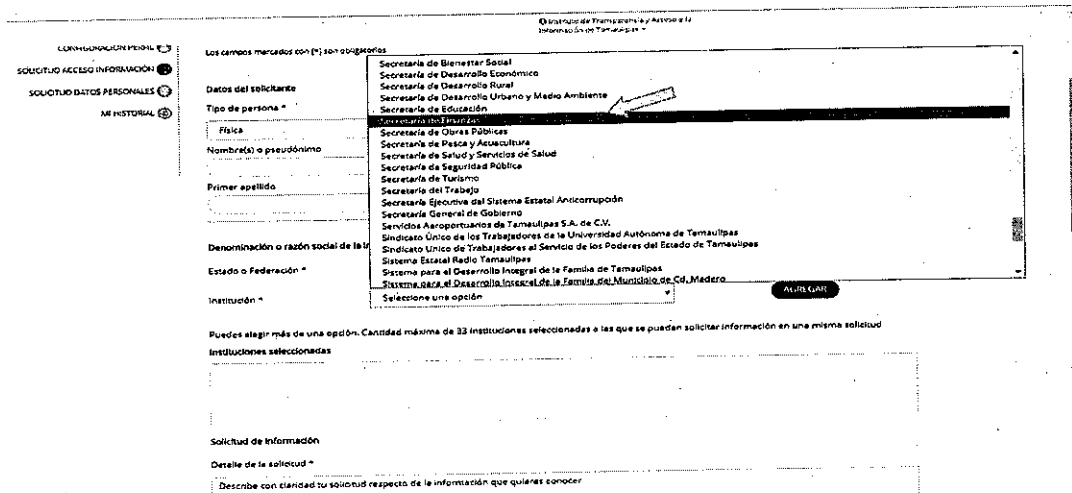 Instituto de Transparencia y Acceso a la
Información de Tamaulipas
CONFIGURACIÓN PERFIL
SOLICITUD ACCESO INFORMACIÓN
SOLICITUD DATOS PERSONALES
MI HISTORIAL
Los campos marcados con (*) son obligatorios
Datos del solicitante
Tipo de persona *
Física
Nombre(s) o pseudónimo
Primer apellido
Secretaría de Bienestar Social
Secretaría de Desarrollo Económico
Secretaría de Desarrollo Rural
Secretaría de Desarrollo Urbano y Medio Ambiente
Secretaría de Educación
Secretaría de Finanzas
Secretaría de Obras Públicas
Secretaría de Pesca y Acuacultura
Secretaría de Salud y Servicios de Salud
Secretaría de Seguridad Pública
Secretaría de Turismo
Secretaría del Trabajo
Secretaría Ejecutiva del Sistema Estatal Anticorrupción
Secretaría General de Gobierno
Servicios Aeroportuarios de Tamaulipas S.A. de C.V.
Sindicato Único de los Trabajadores de la Universidad Autónoma de Tamaulipas
Sindicato Unico de Trabajadores al Servicio de los Poderes del Estado de Tamaulipas
Sistema Estatal Radio Tamaulipas
Sistema para el Desarrollo Integral de la Familia de Tamaulipas
Sistema para el Desarrollo Integral de la Familia del Municipio de Cd. Madero
Denominación o razón social de la
Estado o Federación *
Institución *
Seleccione una opción
AGREGAR
Puedes elegir más de una opción. Cantidad máxima de 33 instituciones seleccionadas a las que se puedan solicitar información en una misma solicitud
Instituciones seleccionadas
Solicitud de información
Detalle de la solicitud *
Describe con claridad tu solicitud respecto de la información que quieres conocer